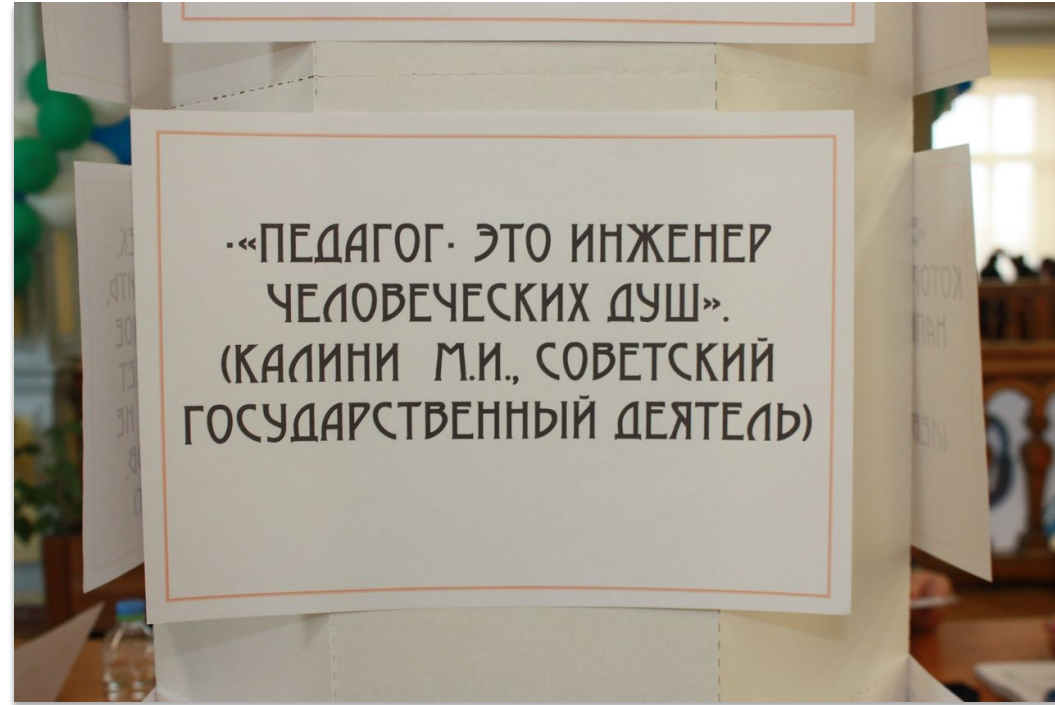 ·«ПЕДАГОГ· ЭТО ИНЖЕНЕР
ЧЕЛОВЕЧЕСКИХ ДУШ».
(КАЛИНИ М.И., СОВЕТСКИЙ
ГОСУДАРСТВЕННЫЙ ДЕЯТЕЛЬ)